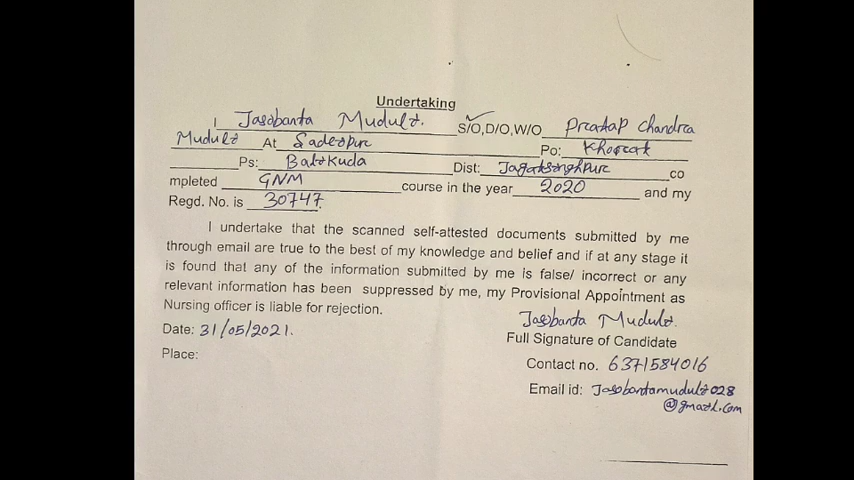 Undertaking
I Jasobanta Muduli. S/O,D/O,W/O Pratap Chandra
Muduli At Sadeipur Po: Khosrat
Ps: Balikuda Dist: Jagatsinghpur co
mpleted GNM course in the year 2020 and my
Regd. No. is 30747.
I undertake that the scanned self-attested documents submitted by me
through email are true to the best of my knowledge and belief and if at any stage it
is found that any of the information submitted by me is false/ incorrect or any
relevant information has been suppressed by me, my Provisional Appointment as
Nursing officer is liable for rejection.
Jasobanta Muduli.
Date: 31/05/2021.
Full Signature of Candidate
Place:
Contact no. 6371584016
Email id: Jasobantamuduli028
@gmail.com